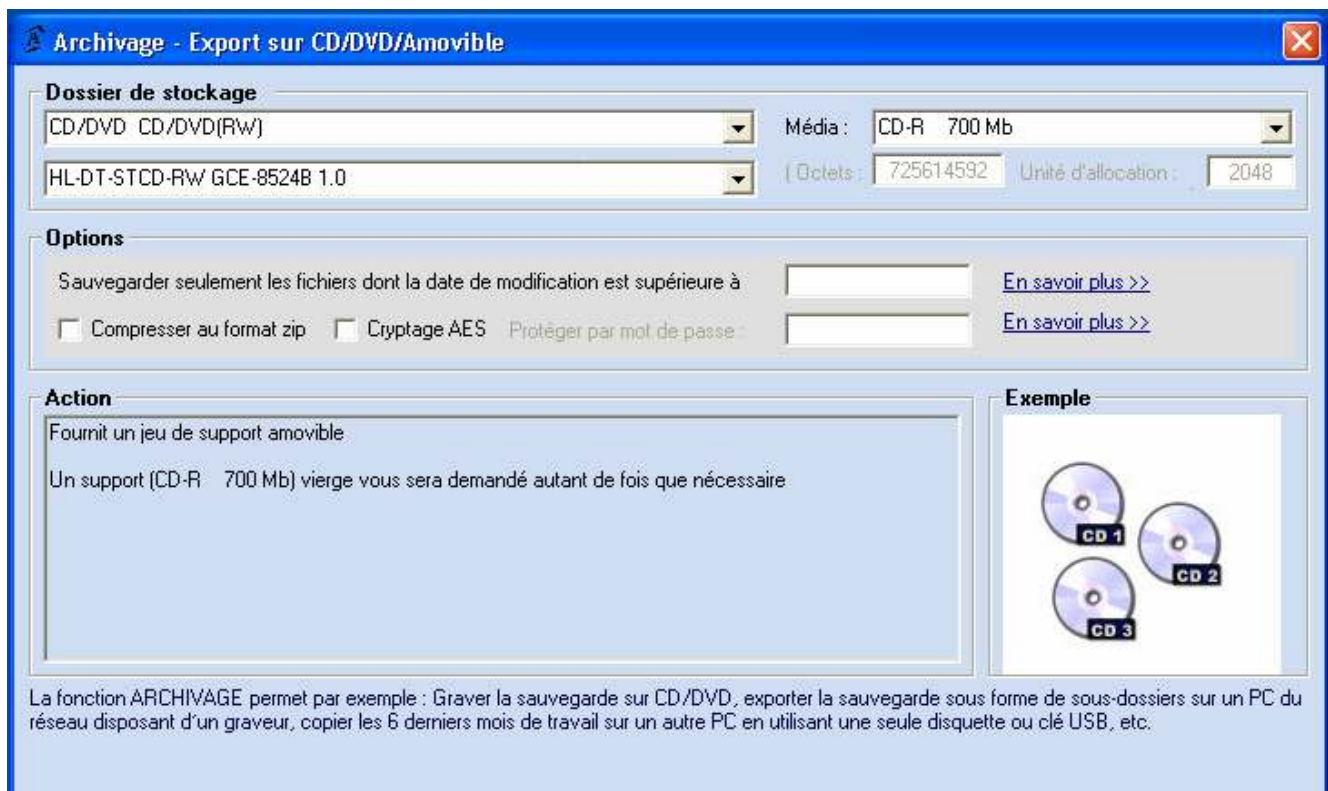 Archivage - Export sur CD/DVD/Amovible
Dossier de stockage
CD/DVD CD/DVD(RW)
Média : CD-R 700 Mb
HL-DT-STCD-RW GCE-8524B 1.0
( Octets : 725614592 Unité d'allocation : 2048
Options
Sauvegarder seulement les fichiers dont la date de modification est supérieure à
En savoir plus >>
Compresser au format zip Cryptage AES Protéger par mot de passe :
En savoir plus >>
Action
Fournit un jeu de support amovible
Un support (CD-R 700 Mb) vierge vous sera demandé autant de fois que nécessaire
Exemple
CD 1
CD 2
CD 3
La fonction ARCHIVAGE permet par exemple : Graver la sauvegarde sur CD/DVD, exporter la sauvegarde sous forme de sous-dossiers sur un PC du
réseau disposant d'un graveur, copier les 6 derniers mois de travail sur un autre PC en utilisant une seule disquette ou clé USB, etc.